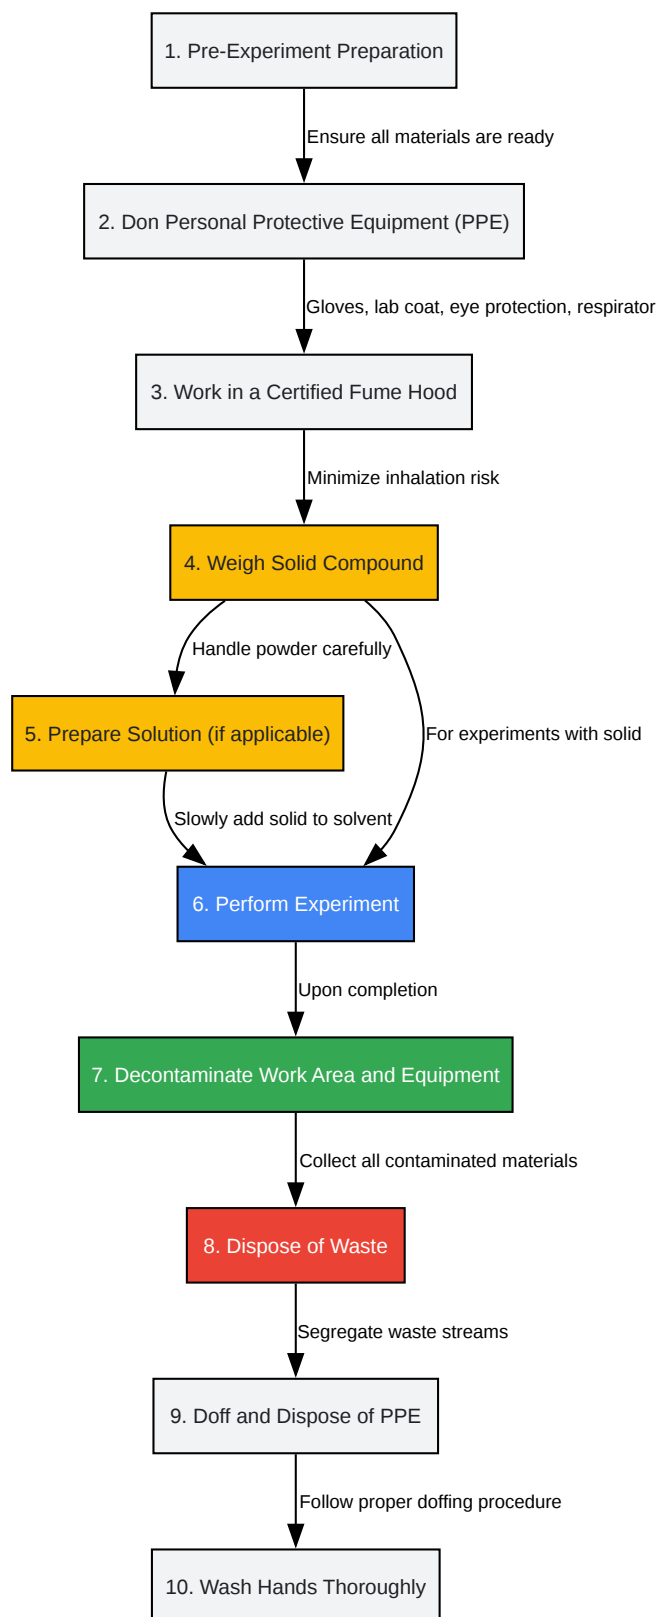 1. Pre-Experiment Preparation
Ensure all materials are ready
2. Don Personal Protective Equipment (PPE)
Gloves, lab coat, eye protection, respirator
3. Work in a Certified Fume Hood
Minimize inhalation risk
4. Weigh Solid Compound
Handle powder carefully
5. Prepare Solution (if applicable)
For experiments with solid
Slowly add solid to solvent
6. Perform Experiment
Upon completion
7. Decontaminate Work Area and Equipment
Collect all contaminated materials
8. Dispose of Waste
Segregate waste streams
9. Doff and Dispose of PPE
Follow proper doffing procedure
10. Wash Hands Thoroughly